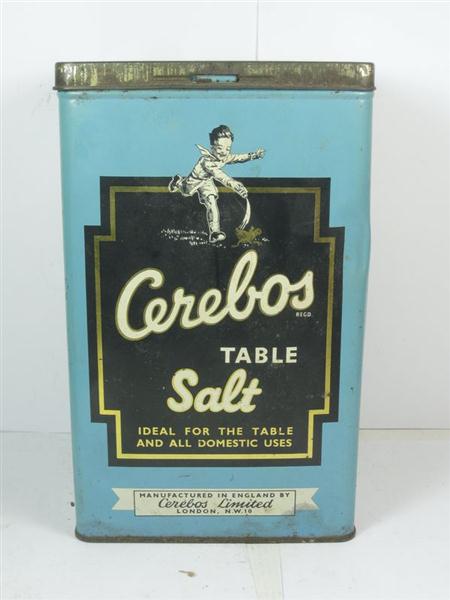 Cerebos
REGD.
TABLE
Salt
IDEAL FOR THE TABLE
AND ALL DOMESTIC USES
MANUFACTURED IN ENGLAND BY
Cerebos Limited
LONDON, N.W.10